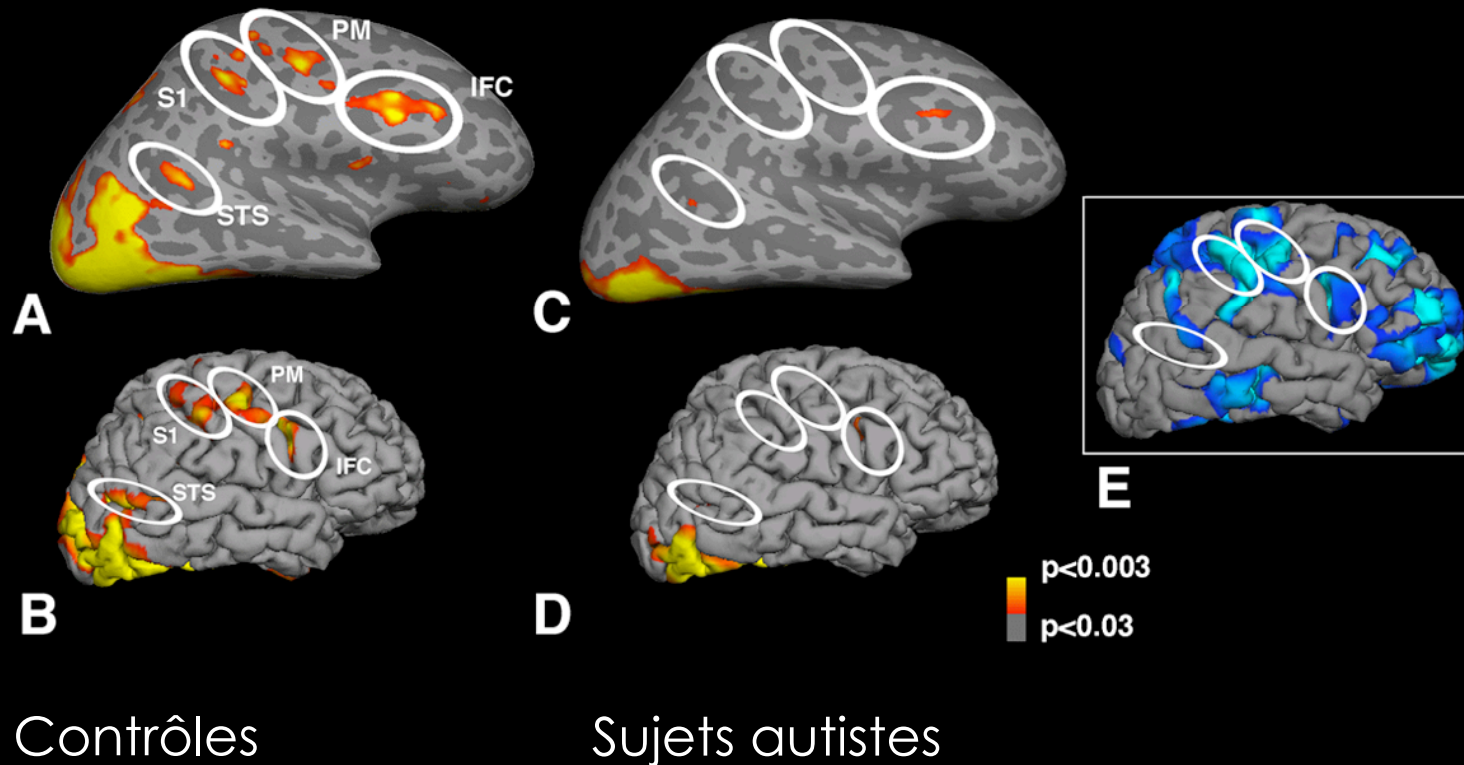 PM
IFC
S1
STS
A
C
PM
S1
IFC
STS
E
p<0.003
p<0.03
B
D
Contrôles
Sujets autistes